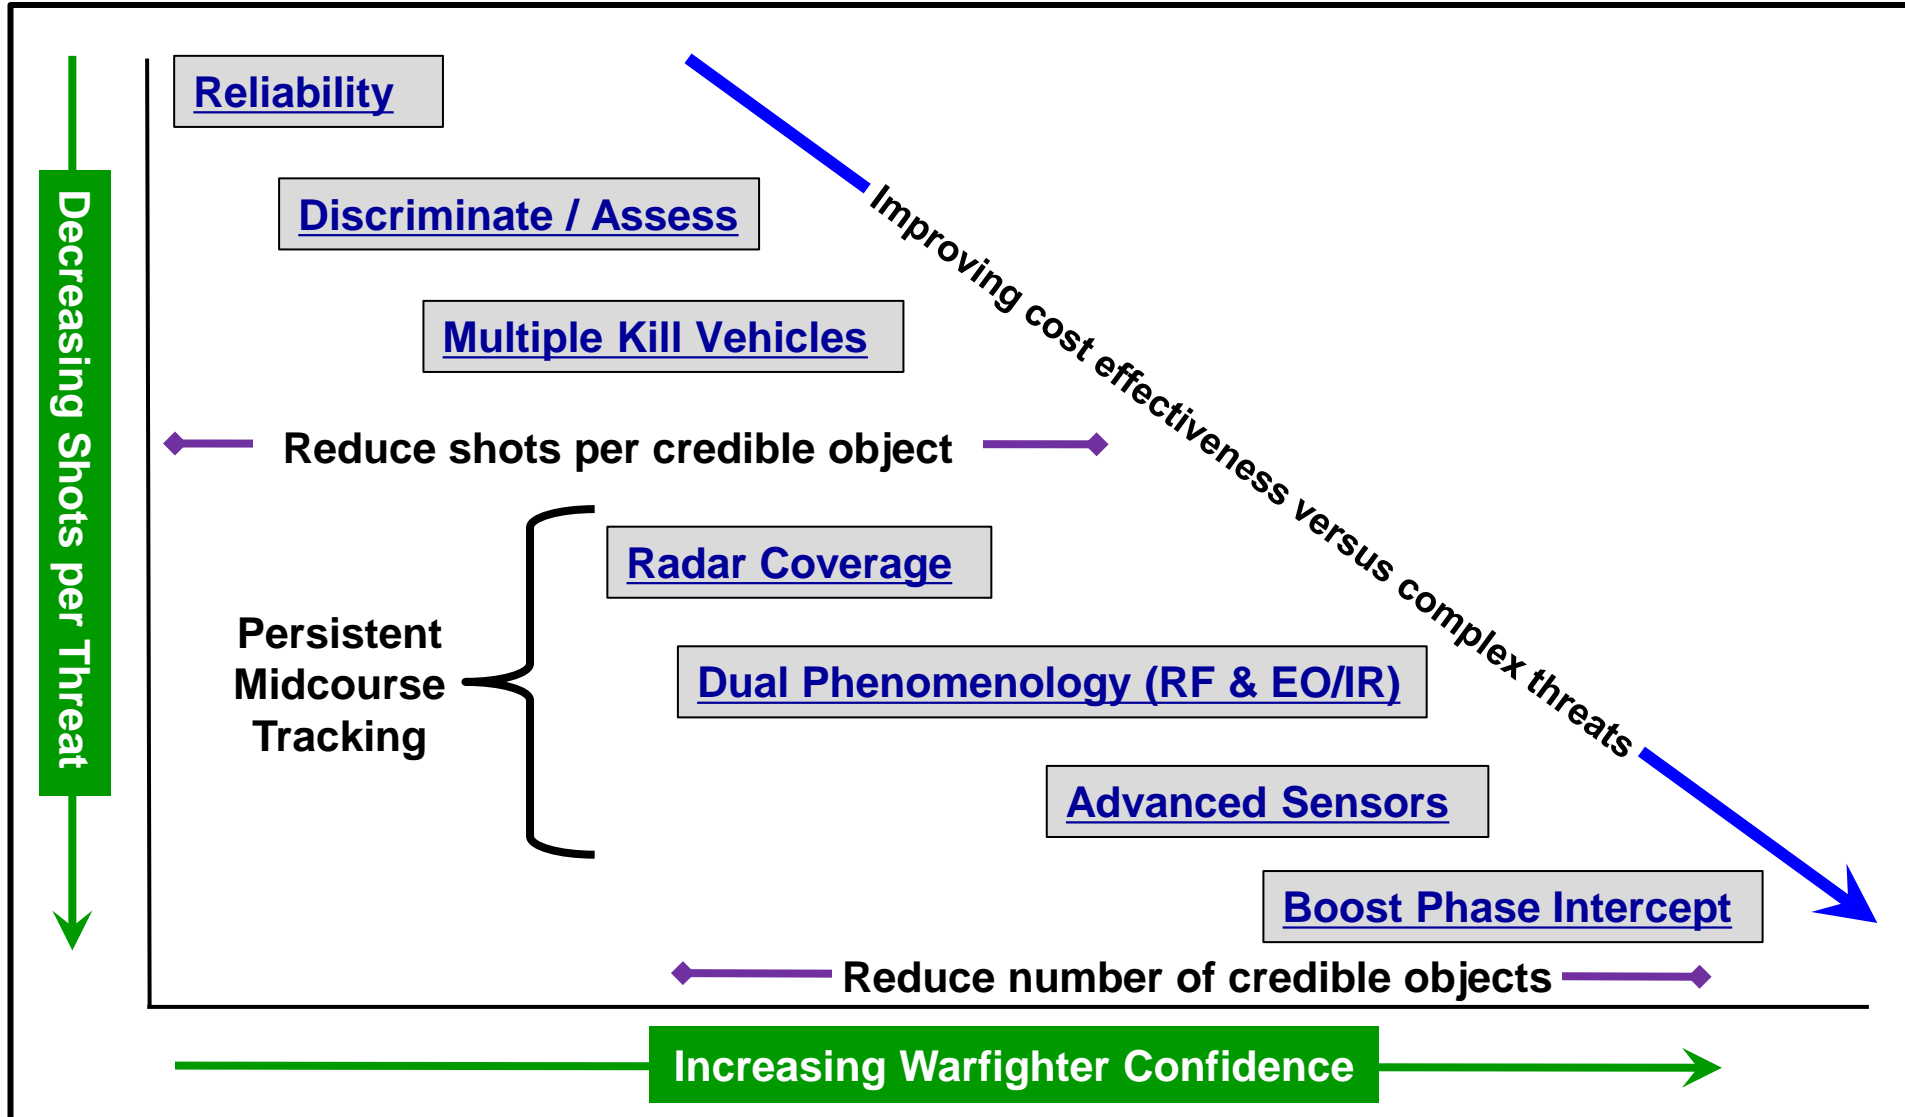 Reliability
Discriminate / Assess
Multiple Kill Vehicles
Reduce shots per credible object
Radar Coverage
Persistent
Midcourse
Tracking
Dual Phenomenology (RF & EO/IR)
Advanced Sensors
Boost Phase Intercept
Reduce number of credible objects
Improving cost effectiveness versus complex threats
Decreasing Shots per Threat
Increasing Warfighter Confidence